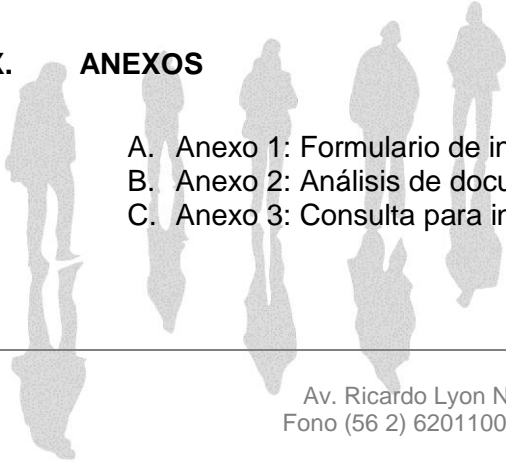 X. ANEXOS
A. Anexo 1: Formulario de
B. Anexo 2: Análisis de
C. Anexo 3: Consulta para
Av. Ricardo Lyon
Fono (56 2) 6201100